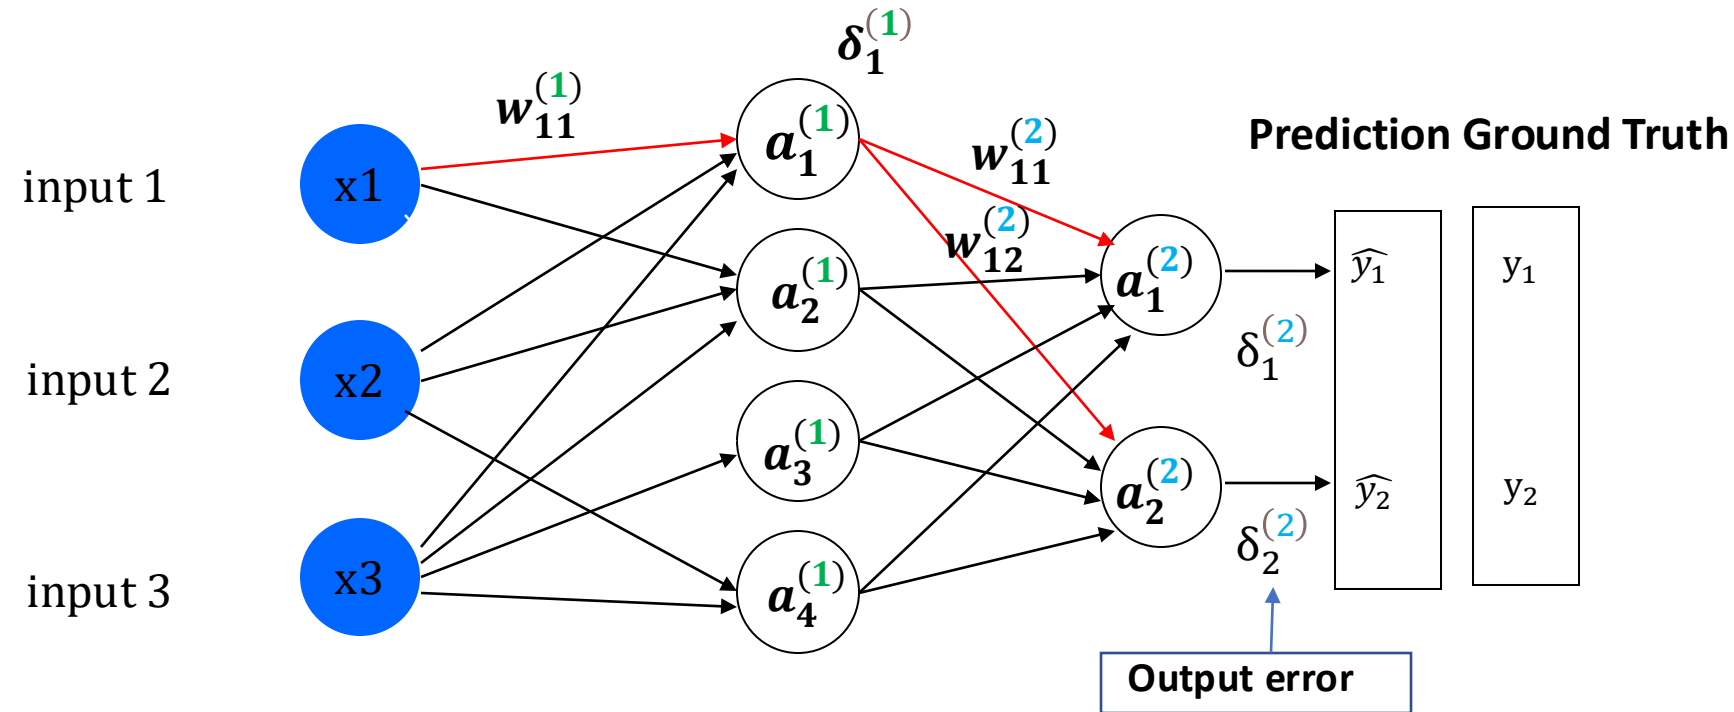 δ₁⁽¹⁾
w₁₁⁽¹⁾
w₁₁⁽²⁾
w₁₂⁽²⁾
Prediction Ground Truth
input 1
x1
a₁⁽¹⁾
a₂⁽¹⁾
a₁⁽²⁾
ŷ₁
y₁
δ₁⁽²⁾
input 2
x2
a₃⁽¹⁾
a₂⁽²⁾
ŷ₂
y₂
δ₂⁽²⁾
input 3
x3
a₄⁽¹⁾
Output error